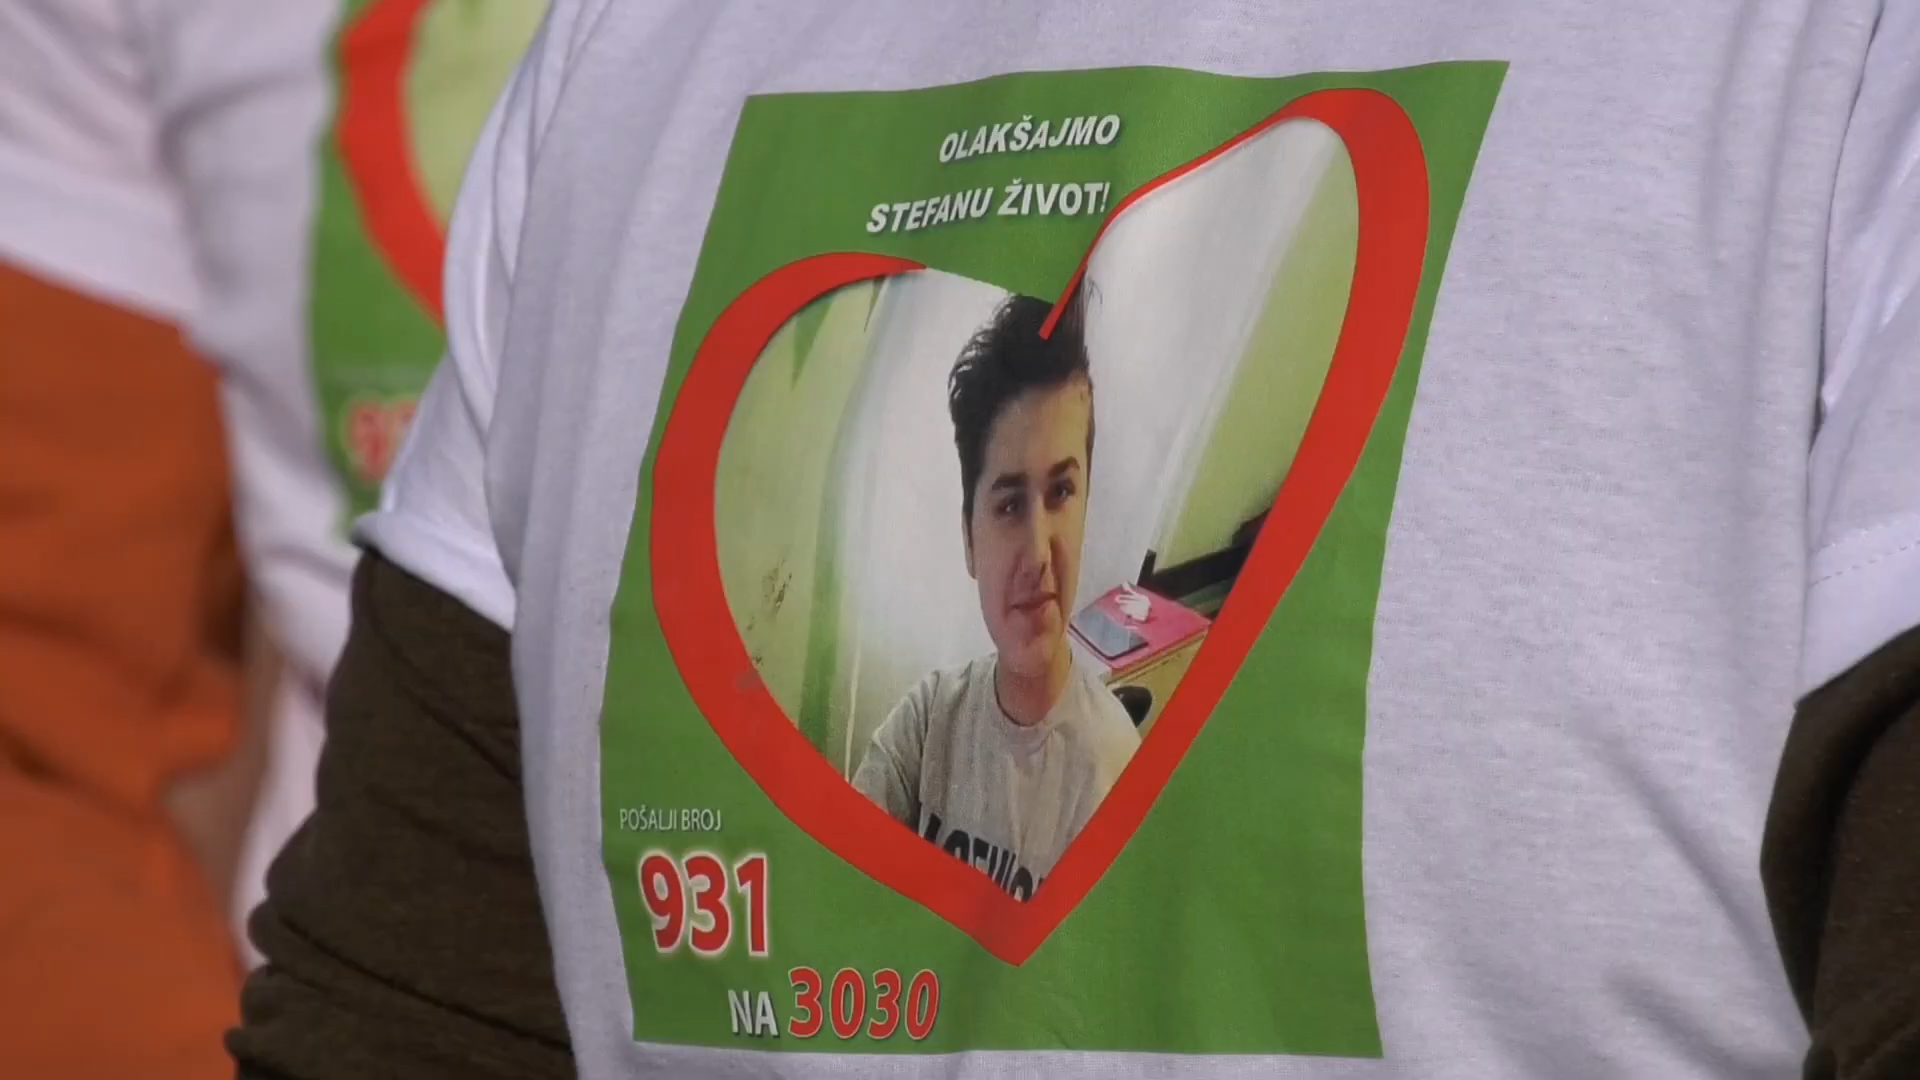 OLAKŠAJMO
STEFANU ŽIVOT!
POŠALJI BROJ
931
NA 3030